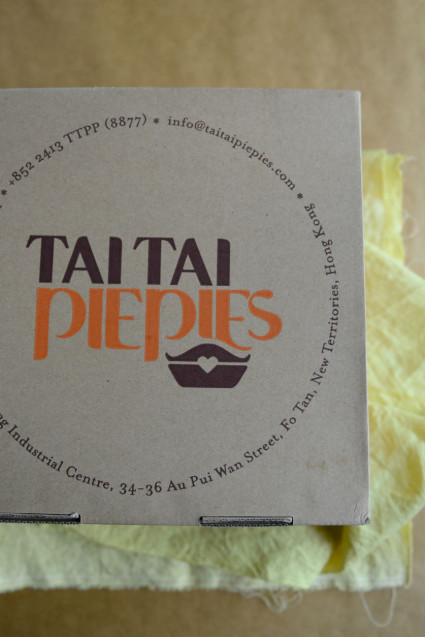 +852 2413 TTPP (8877) * info@taitaipiepies.com *
TAI TAI
PIEPIES
Industrial Centre, 34-36 Au Pui Wan Street, Fo Tan, New Territories, Hong Kong